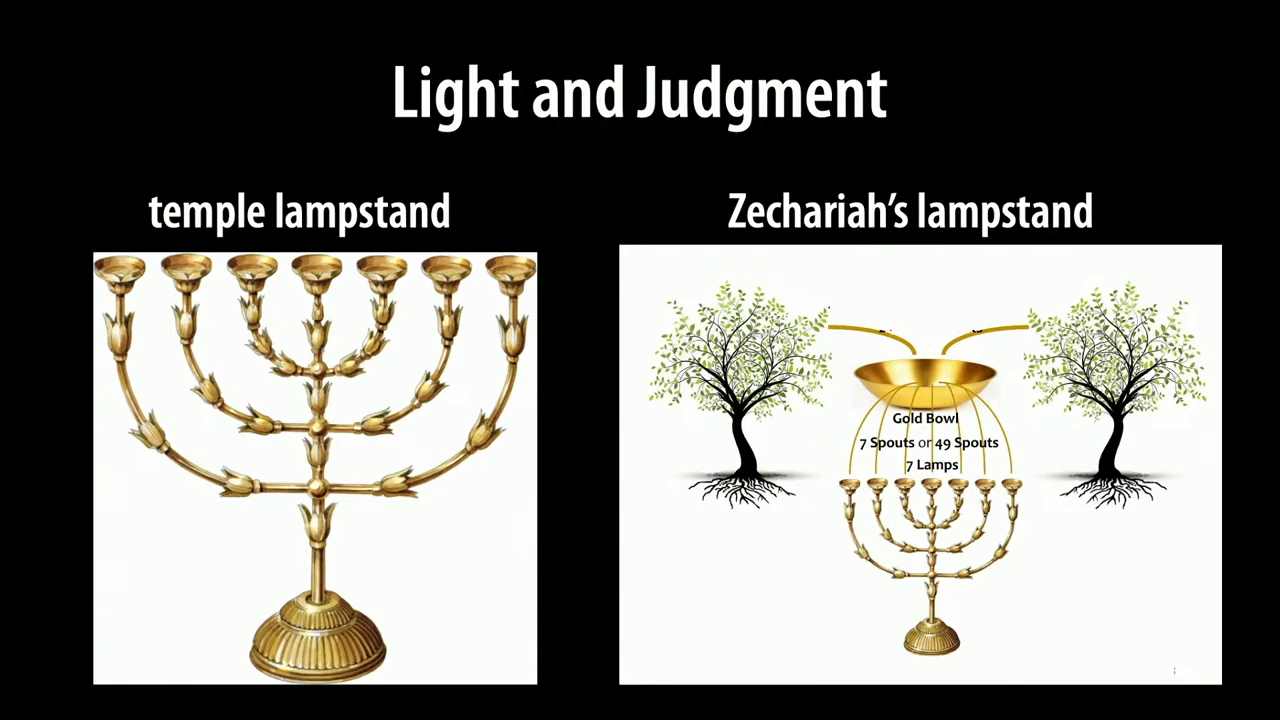 Light and Judgment
temple lampstand
Zechariah's lampstand
Gold Bowl
7 Spouts or 49 Spouts
7 Lamps